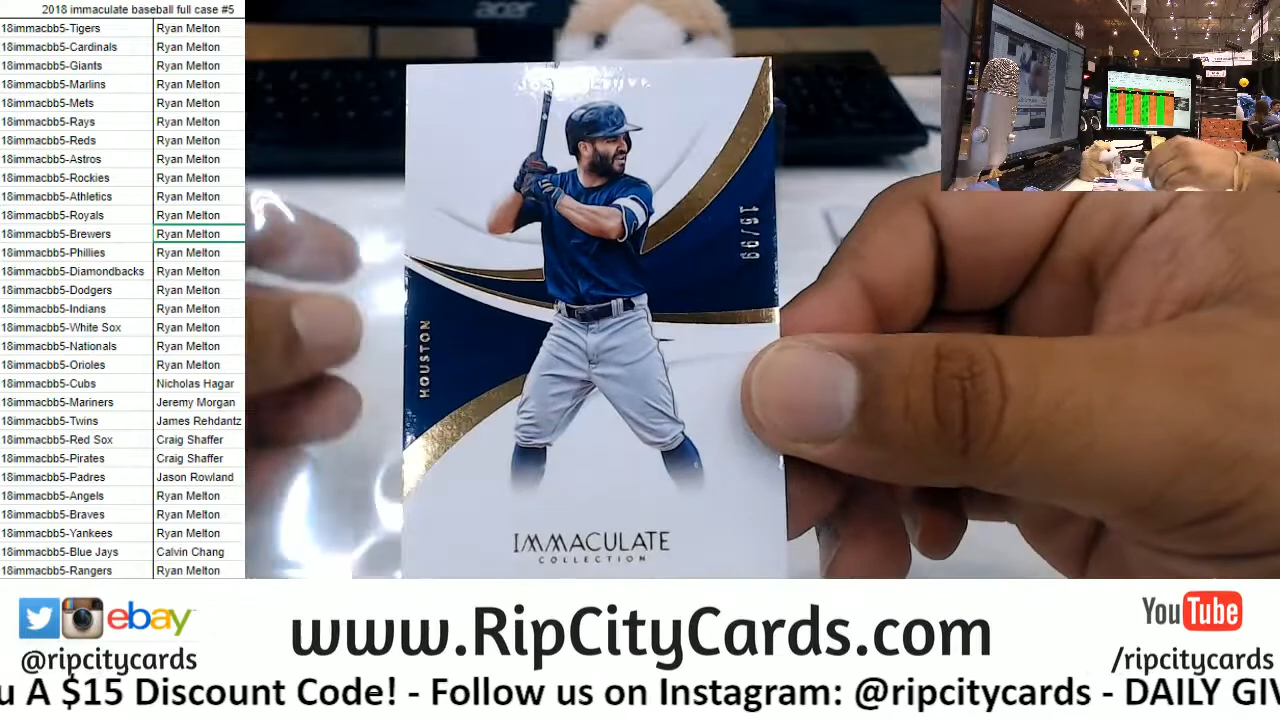 2018 immaculate baseball full case #5
18immacbb5-Tigers Ryan Melton
18immacbb5-Cardinals Ryan Melton
18immacbb5-Giants Ryan Melton
18immacbb5-Marlins Ryan Melton
18immacbb5-Mets Ryan Melton
18immacbb5-Rays Ryan Melton
18immacbb5-Reds Ryan Melton
18immacbb5-Astros Ryan Melton
18immacbb5-Rockies Ryan Melton
18immacbb5-Athletics Ryan Melton
18immacbb5-Royals Ryan Melton
18immacbb5-Brewers Ryan Melton
18immacbb5-Phillies Ryan Melton
18immacbb5-Diamondbacks Ryan Melton
18immacbb5-Dodgers Ryan Melton
18immacbb5-Indians Ryan Melton
18immacbb5-White Sox Ryan Melton
18immacbb5-Nationals Ryan Melton
18immacbb5-Orioles Ryan Melton
18immacbb5-Cubs Nicholas Hagar
18immacbb5-Mariners Jeremy Morgan
18immacbb5-Twins James Rehdantz
18immacbb5-Red Sox Craig Shaffer
18immacbb5-Pirates Craig Shaffer
18immacbb5-Padres Jason Rowland
18immacbb5-Angels Ryan Melton
18immacbb5-Braves Ryan Melton
18immacbb5-Yankees Ryan Melton
18immacbb5-Blue Jays Calvin Chang
18immacbb5-Rangers Ryan Melton
acer
16/99
HOUSTON
IMMACULATE
COLLECTION
ebay
@ripcitycards
www.RipCityCards.com
YouTube
/ripcitycards
u A $15 Discount Code! - Follow us on Instagram: @ripcitycards - DAILY GIV